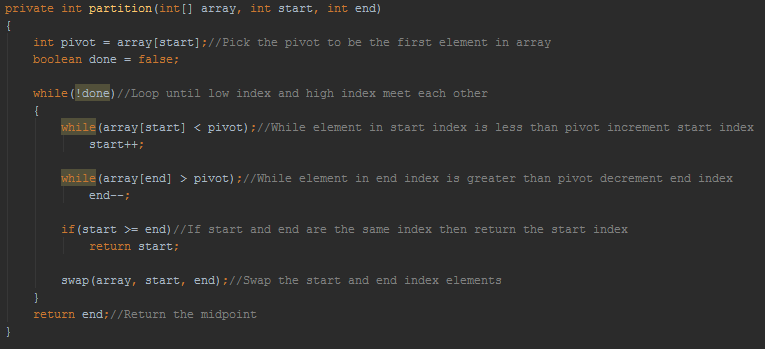 private int partition(int[] array, int start, int end)
{
    int pivot = array[start];//Pick the pivot to be the first element in array
    boolean done = false;

    while(!done)//Loop until low index and high index meet each other
    {
        while(array[start] < pivot);//While element in start index is less than pivot increment start index
            start++;

        while(array[end] > pivot);//While element in end index is greater than pivot decrement end index
            end--;

        if(start >= end)//If start and end are the same index then return the start index
            return start;

        swap(array, start, end);//Swap the start and end index elements
    }
    return end;//Return the midpoint
}